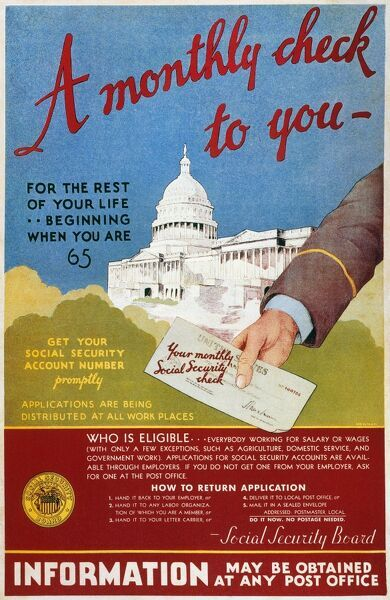 A monthly check
to you-
FOR THE REST
OF YOUR LIFE
·· BEGINNING
WHEN YOU ARE
65
GET YOUR
SOCIAL SECURITY
ACCOUNT NUMBER
promptly
APPLICATIONS ARE BEING
DISTRIBUTED AT ALL WORK PLACES
UNITED STATES
Your monthly
Social Security
check
WHO IS ELIGIBLE··· EVERYBODY WORKING FOR SALARY OR WAGES
(WITH ONLY A FEW EXCEPTIONS, SUCH AS AGRICULTURE, DOMESTIC SERVICE, AND
GOVERNMENT WORK). APPLICATIONS FOR SOCIAL SECURITY ACCOUNTS ARE AVAIL-
ABLE THROUGH EMPLOYERS. IF YOU DO NOT GET ONE FROM YOUR EMPLOYER, ASK
FOR ONE AT THE POST OFFICE.
HOW TO RETURN APPLICATION
1. HAND IT BACK TO YOUR EMPLOYER, or
2. HAND IT TO ANY LABOR ORGANIZA-
TION OF WHICH YOU ARE A MEMBER, or
3. HAND IT TO YOUR LETTER CARRIER, or
4. DELIVER IT TO LOCAL POST OFFICE, or
5. MAIL IT IN A SEALED ENVELOPE
ADDRESSED POSTMASTER, LOCAL.
DO IT NOW. NO POSTAGE NEEDED.
SOCIAL SECURITY
BOARD
-Social Security Board
INFORMATION MAY BE OBTAINED
AT ANY POST OFFICE